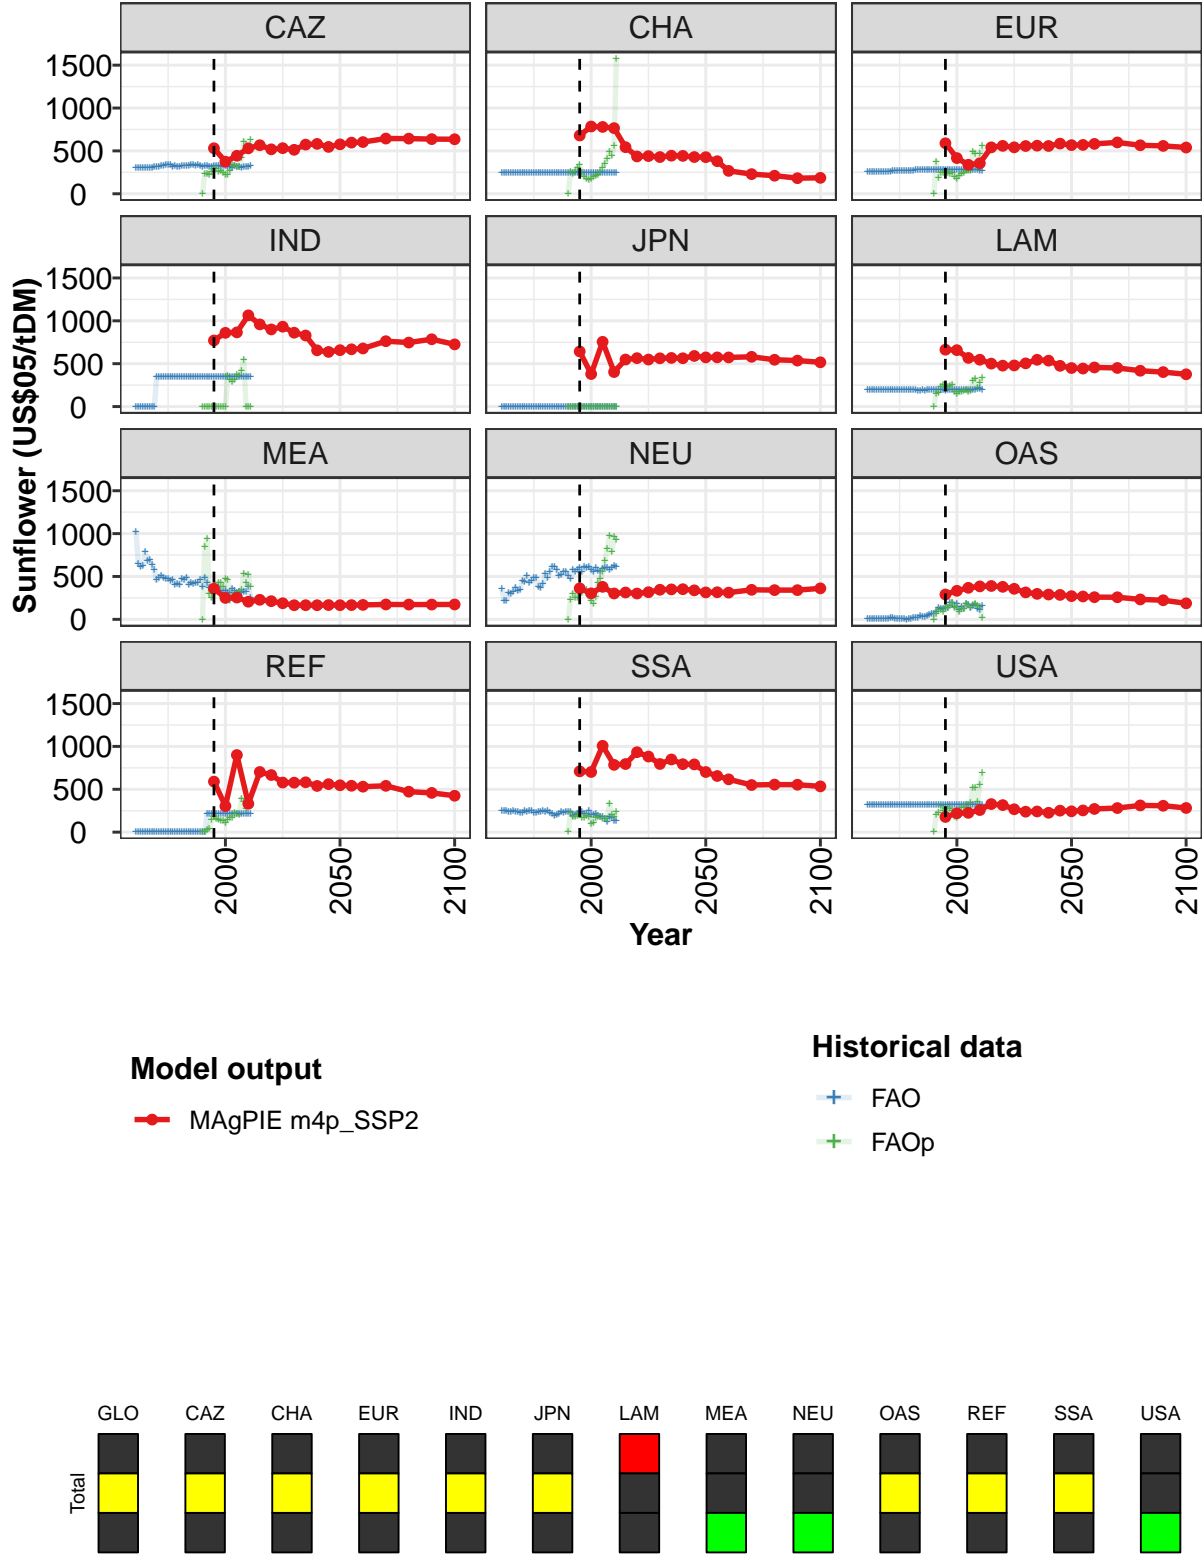 CAZ CHA EUR
1500
1000
500
0
IND JPN LAM
1500
1000
500
0
Sunflower (US$05/tDM)
MEA NEU OAS
1500
1000
500
0
REF SSA USA
1500
1000
500
0
2000 2050 2100 2000 2050 2100 2000 2050 2100
Year
Model output
MAgPIE m4p_SSP2
Historical data
FAO
FAOp
GLO CAZ CHA EUR IND JPN LAM MEA NEU OAS REF SSA USA
Total